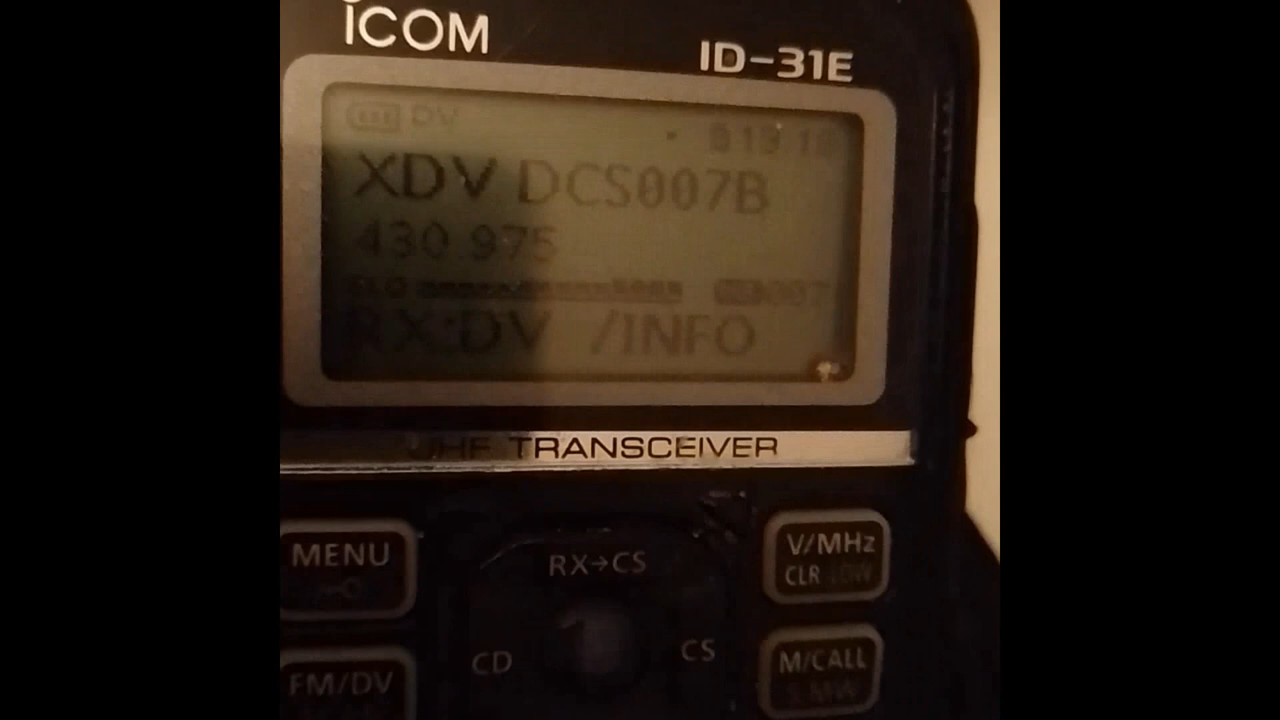 ICOM
ID-31E
DV
XDV DCS007B
430 975
RX:DV /INFO
UHF TRANSCEIVER
MENU
RX→CS
V/MHz
CLR LOW
CD
CS
M/CALL
S.MW
FM/DV